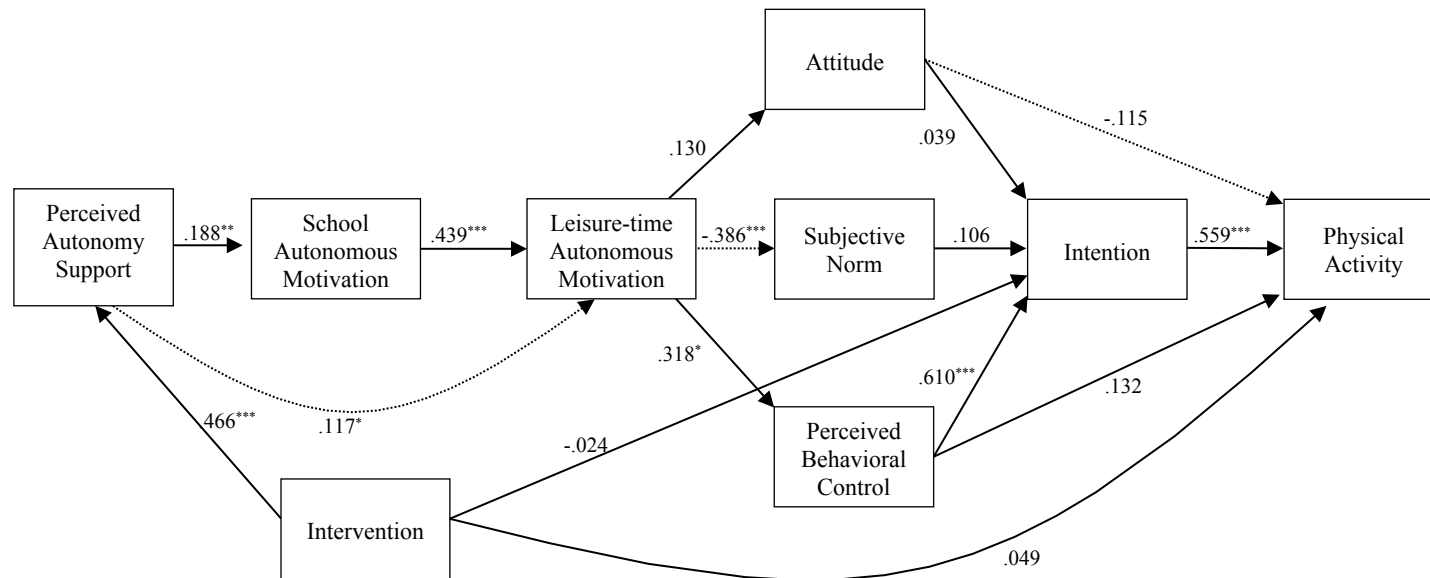 Attitude
-.115
.039
.130
Perceived
Autonomy
Support
.188**
School
Autonomous
Motivation
.439***
Leisure-time
Autonomous
Motivation
-.386***
Subjective
Norm
.106
Intention
.559***
Physical
Activity
.318*
.610***
.132
466***
.117*
-.024
Perceived
Behavioral
Control
Intervention
.049